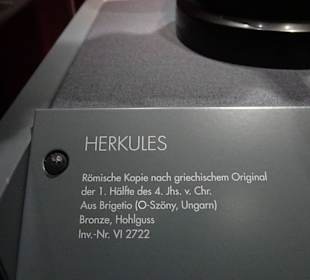 HERKULES
Römische Kopie nach griechischem Original
der 1. Hälfte des 4. Jhs. v. Chr.
Aus Brigetio (O-Szöny, Ungarn)
Bronze, Hohlguss
Inv.-Nr. VI 2722